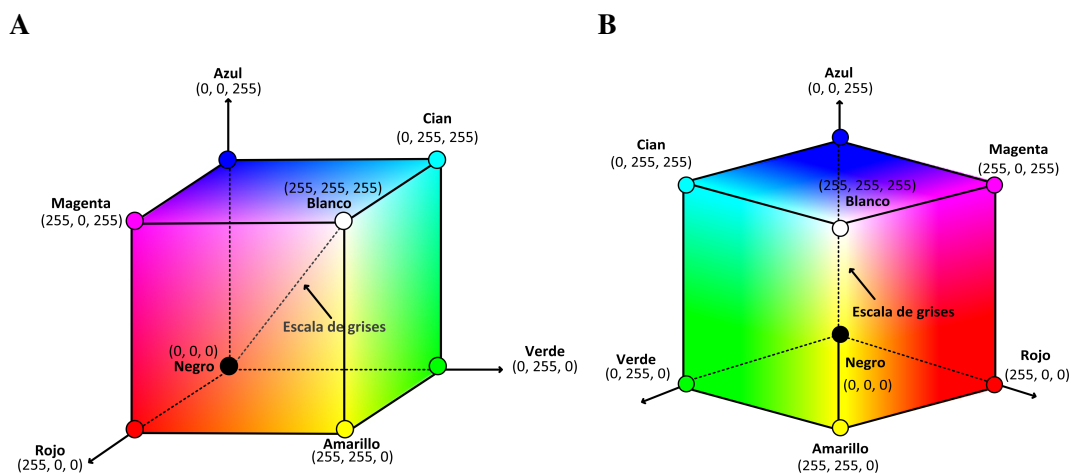 A
Azul
(0, 0, 255)
Cian
(0, 255, 255)
(255, 255, 255)
Blanco
Magenta
(255, 0, 255)
Escala de grises
(0, 0, 0)
Negro
Verde
(0, 255, 0)
Rojo
(255, 0, 0)
Amarillo
(255, 255, 0)
B
Azul
(0, 0, 255)
Cian
(0, 255, 255)
Magenta
(255, 0, 255)
(255, 255, 255)
Blanco
Escala de grises
Verde
(0, 255, 0)
Negro
(0, 0, 0)
Rojo
(255, 0, 0)
Amarillo
(255, 255, 0)